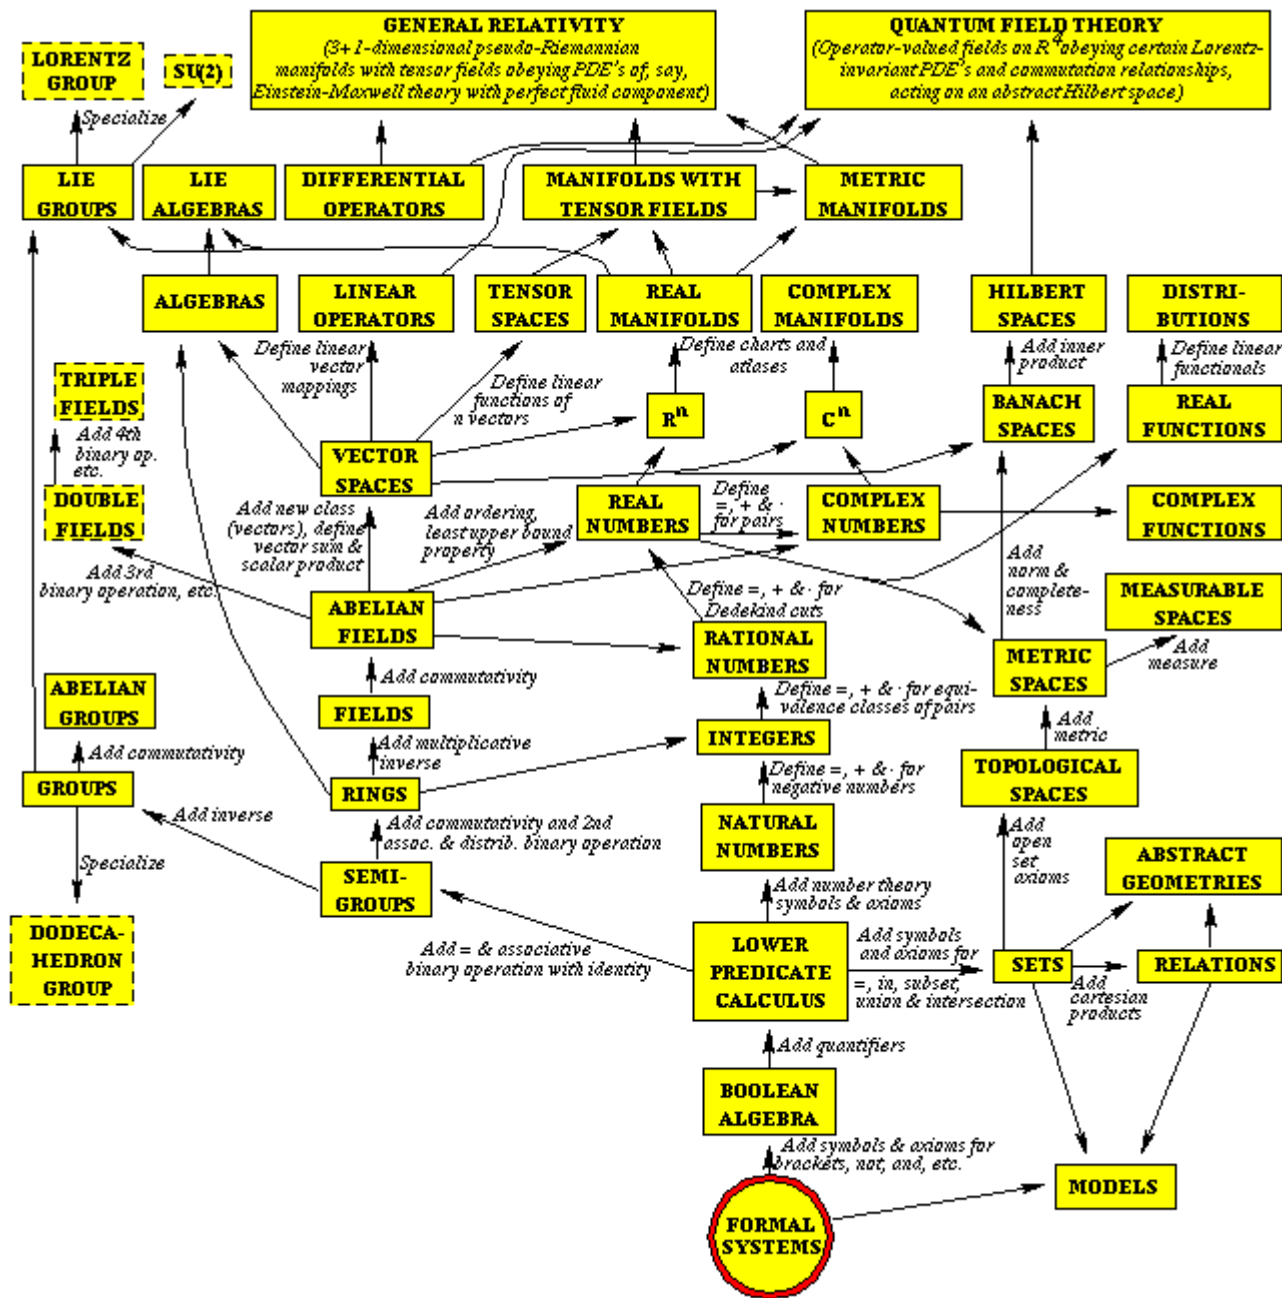 GENERAL RELATIVITY
(3+1-dimensional pseudo-Riemannian
manifolds with tensor fields obeying PDE's of, say,
Einstein-Maxwell theory with perfect fluid component)
QUANTUM FIELD THEORY
(Operator-valued fields on R^4 obeying certain Lorentz-
invariant PDE's and commutation relationships,
acting on an abstract Hilbert space)
LORENTZ
GROUP
SU(2)
Specialize
LIE
GROUPS
LIE
ALGEBRAS
DIFFERENTIAL
OPERATORS
MANIFOLDS WITH
TENSOR FIELDS
METRIC
MANIFOLDS
ALGEBRAS
LINEAR
OPERATORS
TENSOR
SPACES
REAL
MANIFOLDS
COMPLEX
MANIFOLDS
HILBERT
SPACES
DISTRI-
BUTIONS
Define linear
vector
mappings
Define linear
functions of
n vectors
Define charts and
atlases
Add inner
product
Define linear
functionals
TRIPLE
FIELDS
Add 4th
binary op.
etc.
DOUBLE
FIELDS
VECTOR
SPACES
R^n
C^n
BANACH
SPACES
REAL
FUNCTIONS
Add new class
(vectors), define
vector sum &
scalar product
Add ordering,
least upper bound
property
REAL
NUMBERS
Define
=, + & ·
for pairs
COMPLEX
NUMBERS
COMPLEX
FUNCTIONS
Add 3rd
binary operation, etc.
ABELIAN
FIELDS
Define =, + & · for
Dedekind cuts
Add
norm &
complete-
ness
MEASURABLE
SPACES
RATIONAL
NUMBERS
METRIC
SPACES
Add
measure
ABELIAN
GROUPS
Add commutativity
FIELDS
Define =, + & · for equi-
valence classes of pairs
Add
metric
Add commutativity
Add multiplicative
inverse
INTEGERS
GROUPS
RINGS
Define =, + & · for
negative numbers
TOPOLOGICAL
SPACES
Add inverse
Add commutativity and 2nd
assoc. & distrib. binary operation
NATURAL
NUMBERS
Add
open
set
axioms
Specialize
SEMI-
GROUPS
Add number theory
symbols & axioms
ABSTRACT
GEOMETRIES
DODECA-
HEDRON
GROUP
Add = & associative
binary operation with identity
LOWER
PREDICATE
CALCULUS
Add symbols
and axioms for
=, in, subset,
union & intersection
SETS
Add
cartesian
products
RELATIONS
Add quantifiers
BOOLEAN
ALGEBRA
Add symbols & axioms for
brackets, not, and, etc.
MODELS
FORMAL
SYSTEMS